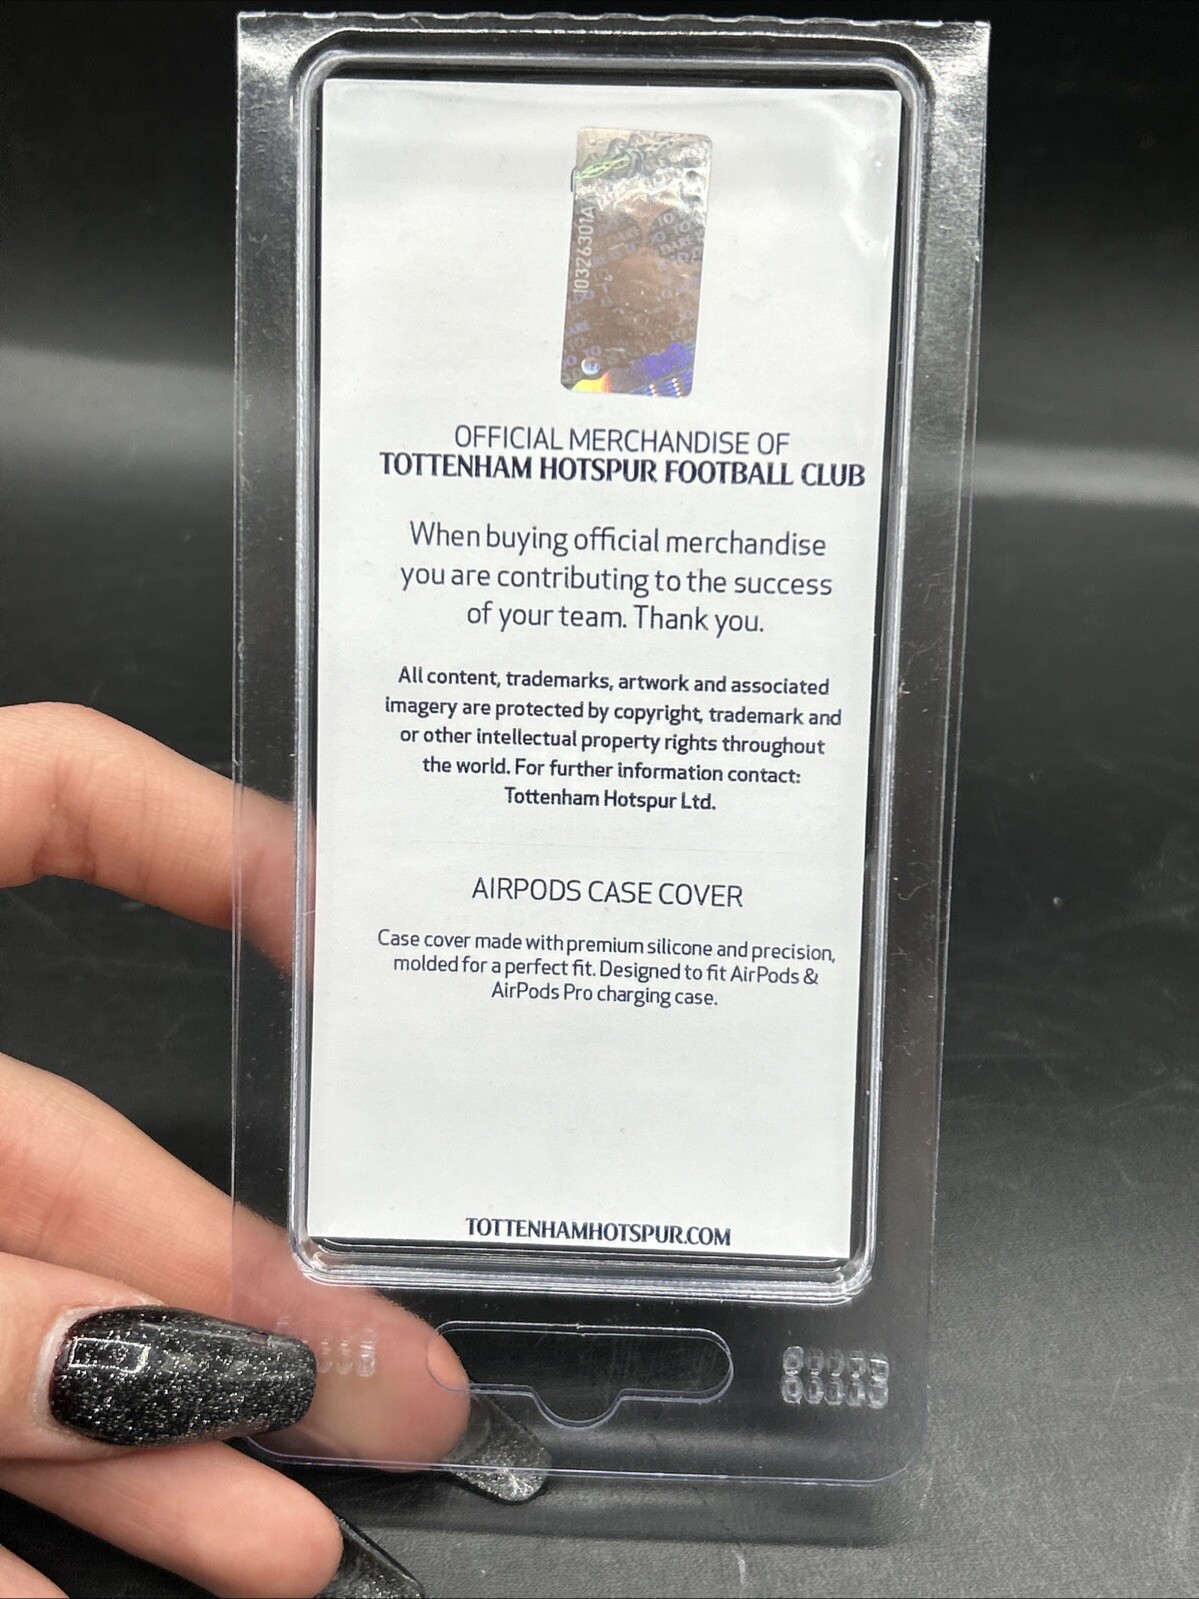 10326301A
OFFICIAL MERCHANDISE OF
TOTTENHAM HOTSPUR FOOTBALL CLUB
When buying official merchandise
you are contributing to the success
of your team. Thank you.
All content, trademarks, artwork and associated
imagery are protected by copyright, trademark and
or other intellectual property rights throughout
the world. For further information contact:
Tottenham Hotspur Ltd.
AIRPODS CASE COVER
Case cover made with premium silicone and precision,
molded for a perfect fit. Designed to fit AirPods &
AirPods Pro charging case.
TOTTENHAMHOTSPUR.COM